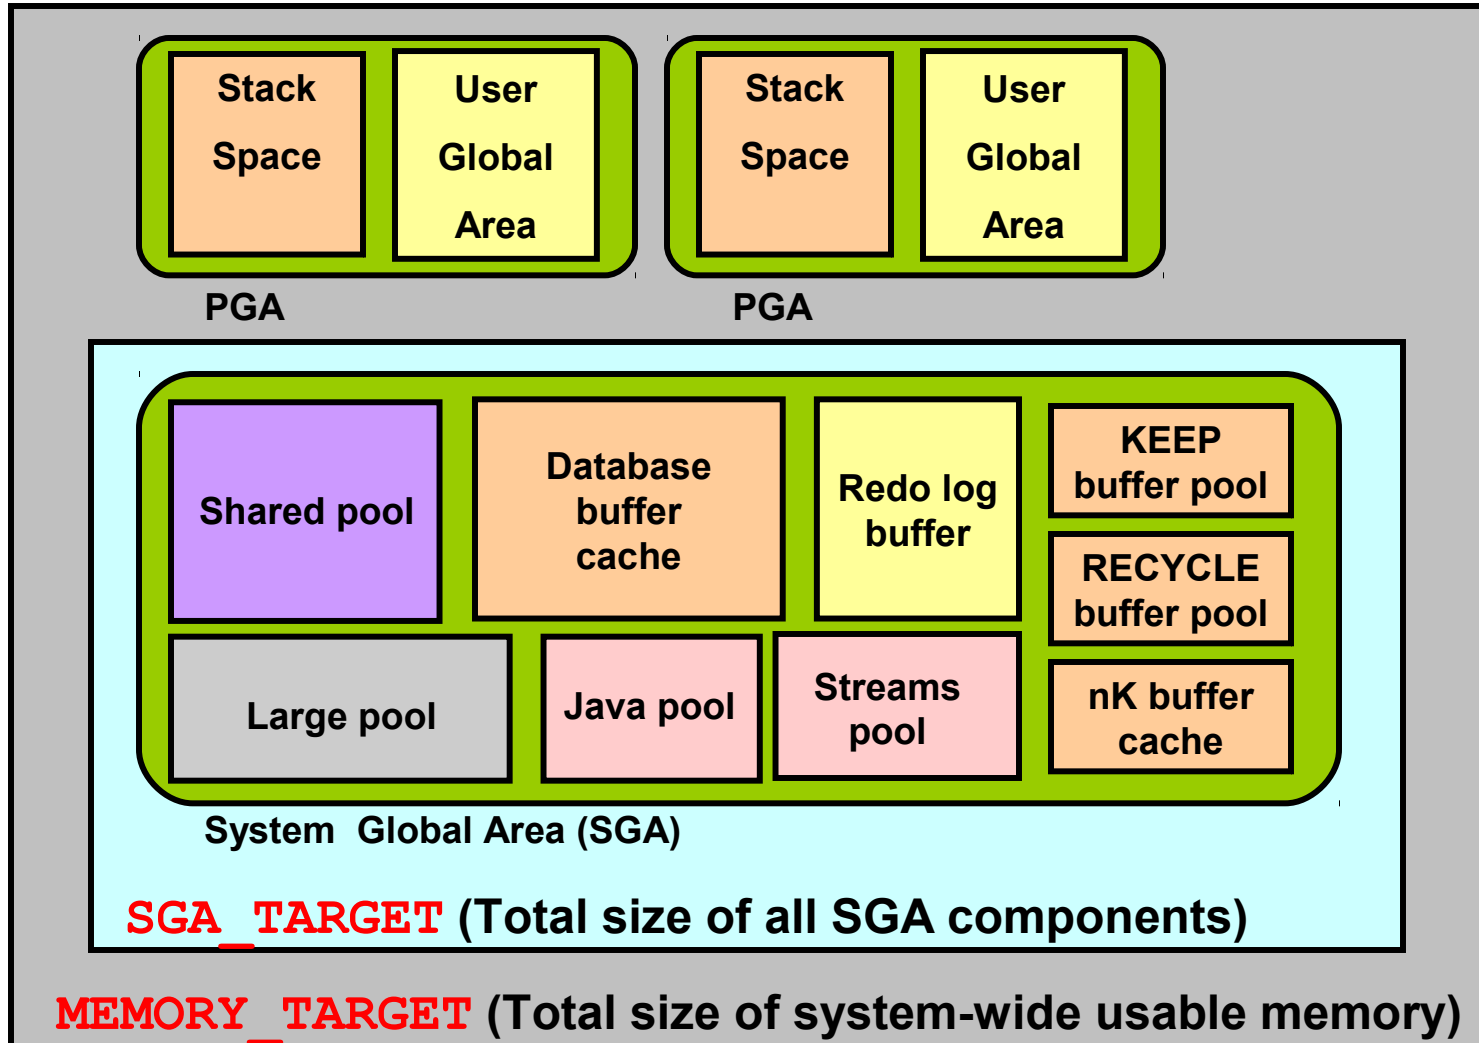 Stack
Space
User
Global
Area
Stack
Space
User
Global
Area
PGA
PGA
Shared pool
Database
buffer
cache
Redo log
buffer
KEEP
buffer pool
RECYCLE
buffer pool
nK buffer
cache
Large pool
Java pool
Streams
pool
System Global Area (SGA)
SGA_TARGET (Total size of all SGA components)
MEMORY_TARGET (Total size of system-wide usable memory)